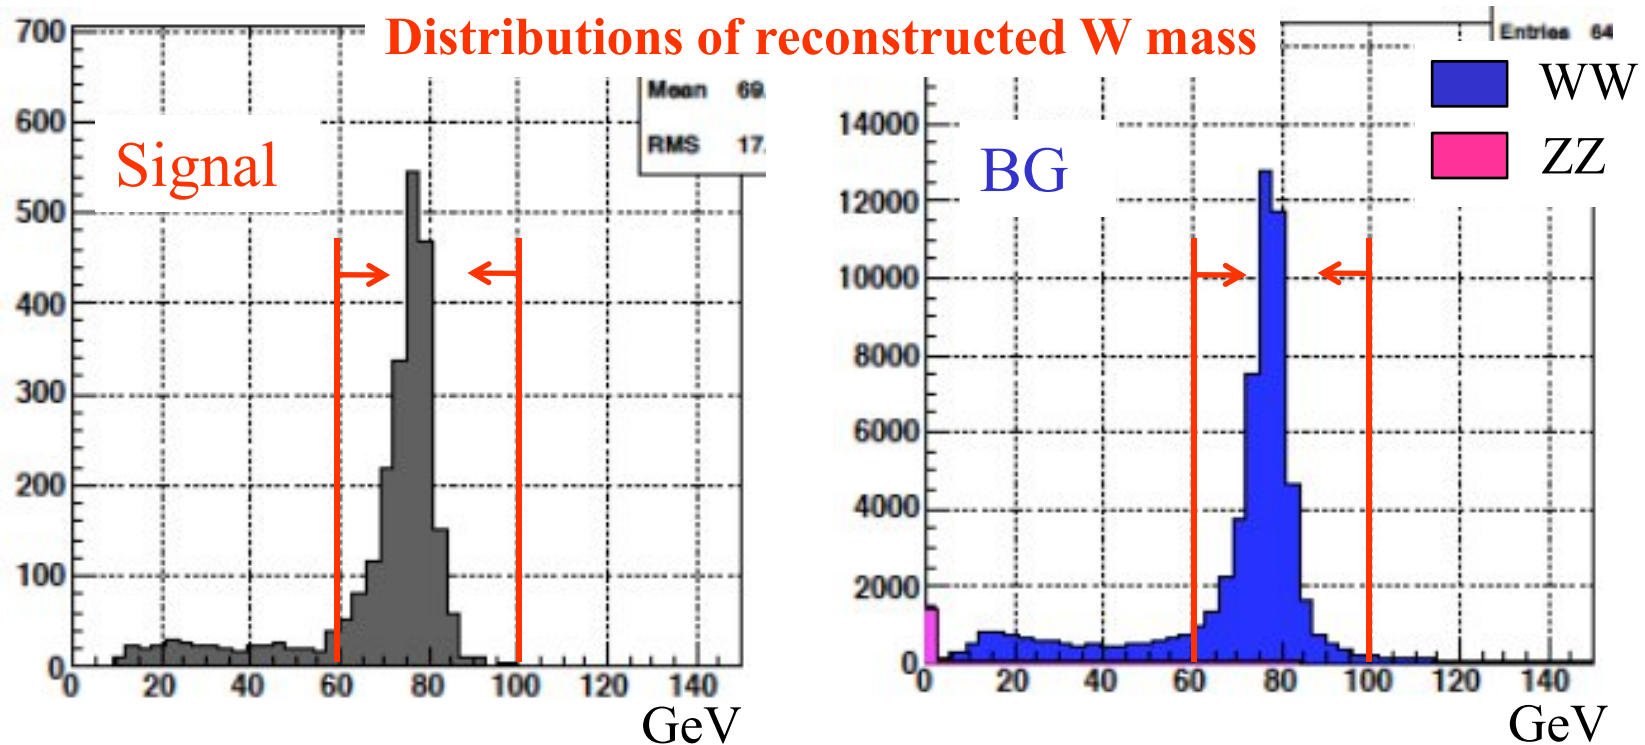 Distributions of reconstructed W mass
Mean 69.
RMS 17.
Signal
700
600
500
400
300
200
100
0
0 20 40 60 80 100 120 140
GeV
Entries 64
WW
ZZ
BG
14000
12000
10000
8000
6000
4000
2000
0
0 20 40 60 80 100 120 140
GeV